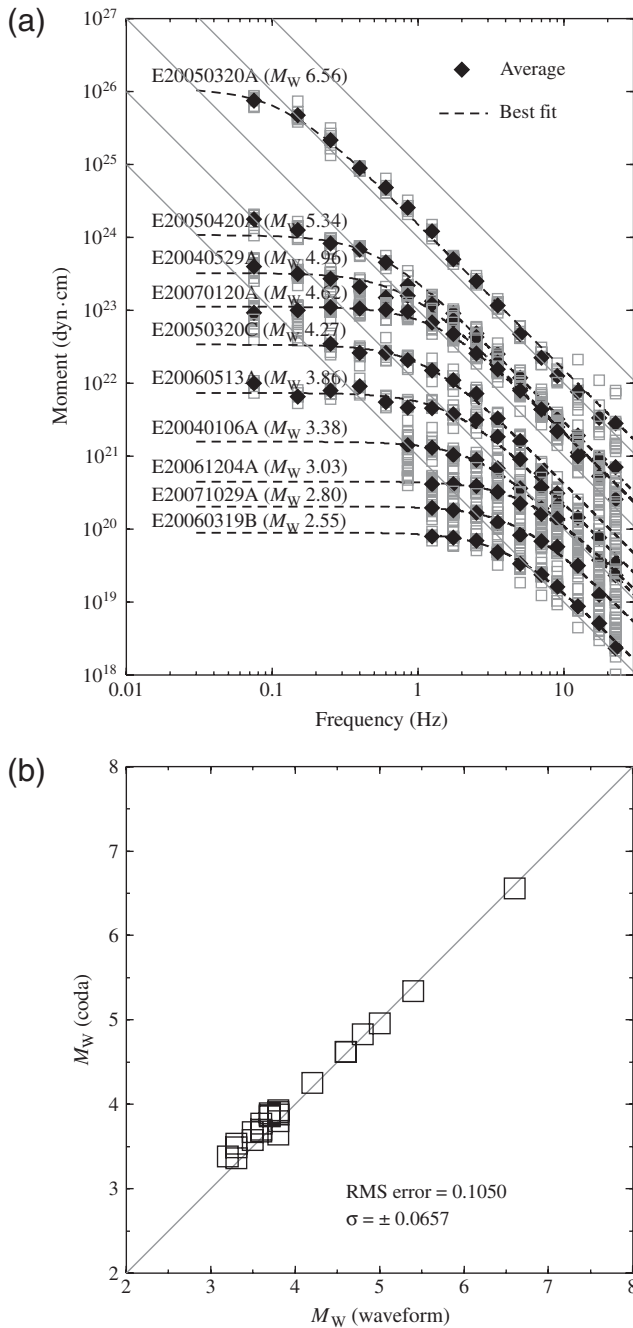 (a)
10^27
10^26
10^25
10^24
10^23
10^22
10^21
10^20
10^19
10^18
Moment (dyn·cm)
E20050320A (M_W 6.56)
E20050420A (M_W 5.34)
E20040529A (M_W 4.96)
E20070120A (M_W 4.62)
E20050320C (M_W 4.27)
E20060513A (M_W 3.86)
E20040106A (M_W 3.38)
E20061204A (M_W 3.03)
E20071029A (M_W 2.80)
E20060319B (M_W 2.55)
Average
Best fit
0.01 0.1 1 10
Frequency (Hz)
(b)
8
7
6
5
4
3
2
M_W (coda)
RMS error = 0.1050
σ = ± 0.0657
2 3 4 5 6 7 8
M_W (waveform)